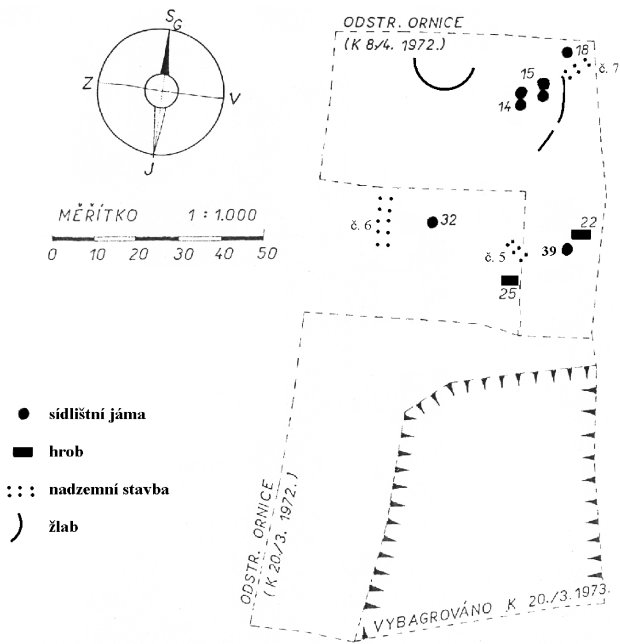 S_G
Z
V
J
MĚŘÍTKO 1 : 1.000
0 10 20 30 40 50
ODSTR. ORNICE
(K 8/4. 1972.)
18
č. 7
15
14
č. 6
32
22
č. 5
39
25
sídlištní jáma
hrob
nadzemní stavba
žlab
ODSTR. ORNICE
(K 20./3. 1972.)
VYBAGROVÁNO K 20./3.1973.